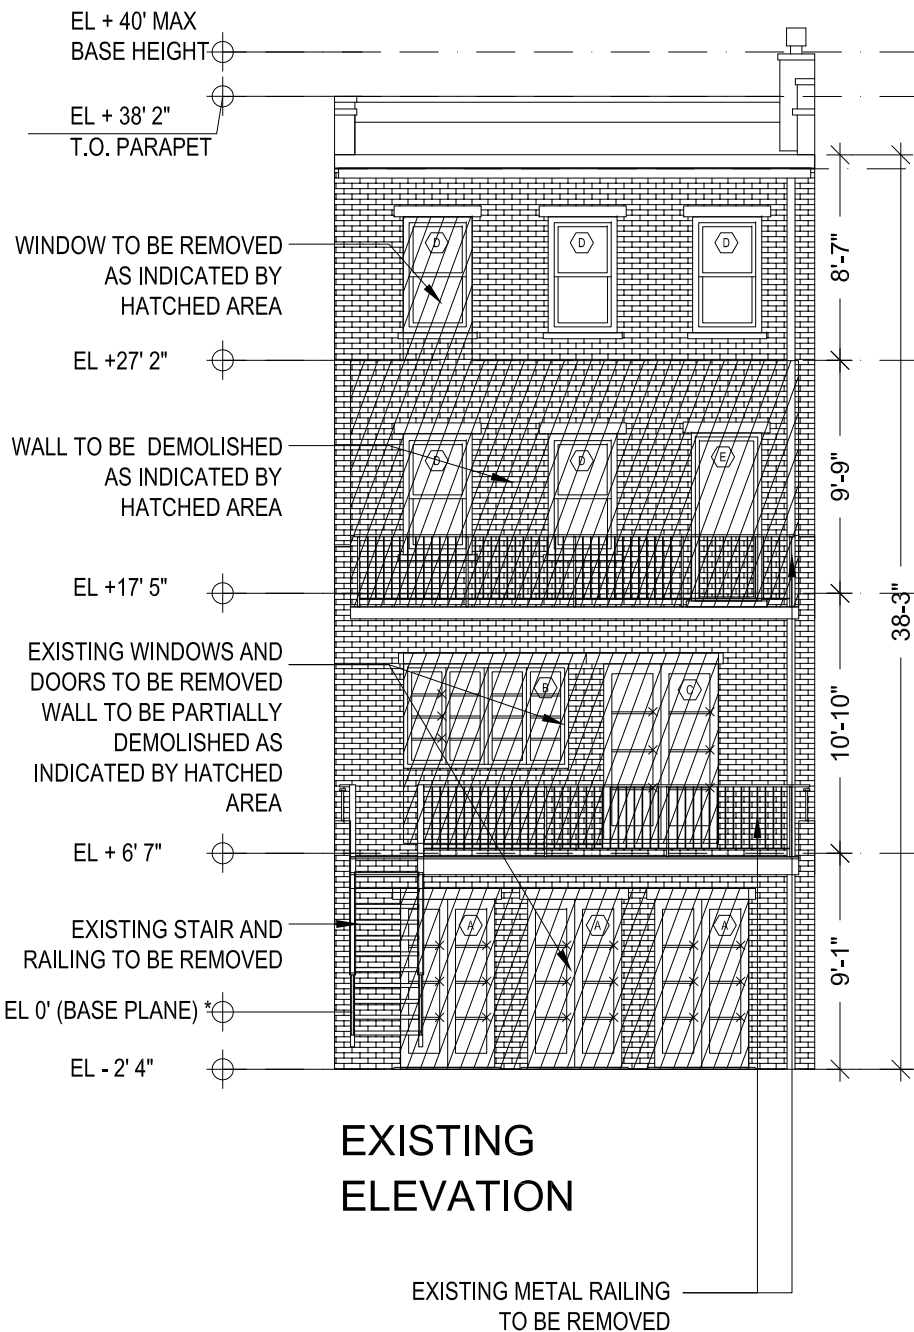 EL + 40' MAX
BASE HEIGHT
EL + 38' 2"
T.O. PARAPET
WINDOW TO BE REMOVED
AS INDICATED BY
HATCHED AREA
D
D
D
8'-7"
EL +27' 2"
WALL TO BE DEMOLISHED
AS INDICATED BY
HATCHED AREA
D
D
E
9'-9"
EL +17' 5"
38-3"
EXISTING WINDOWS AND
DOORS TO BE REMOVED
WALL TO BE PARTIALLY
DEMOLISHED AS
INDICATED BY HATCHED
AREA
B
C
10'-10"
EL + 6' 7"
EXISTING STAIR AND
RAILING TO BE REMOVED
A
A
A
9'-1"
EL 0' (BASE PLANE) *
EL - 2' 4"
EXISTING
ELEVATION
EXISTING METAL RAILING
TO BE REMOVED